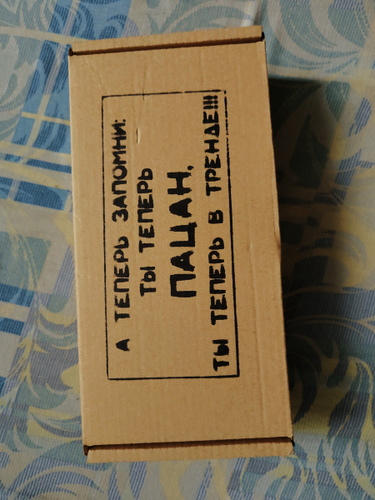 А ТЕПЕРЬ ЗАПОМНИ:
ТЫ ТЕПЕРЬ
ПАЦАН,
ТЫ ТЕПЕРЬ В ТРЕНДЕ!!!